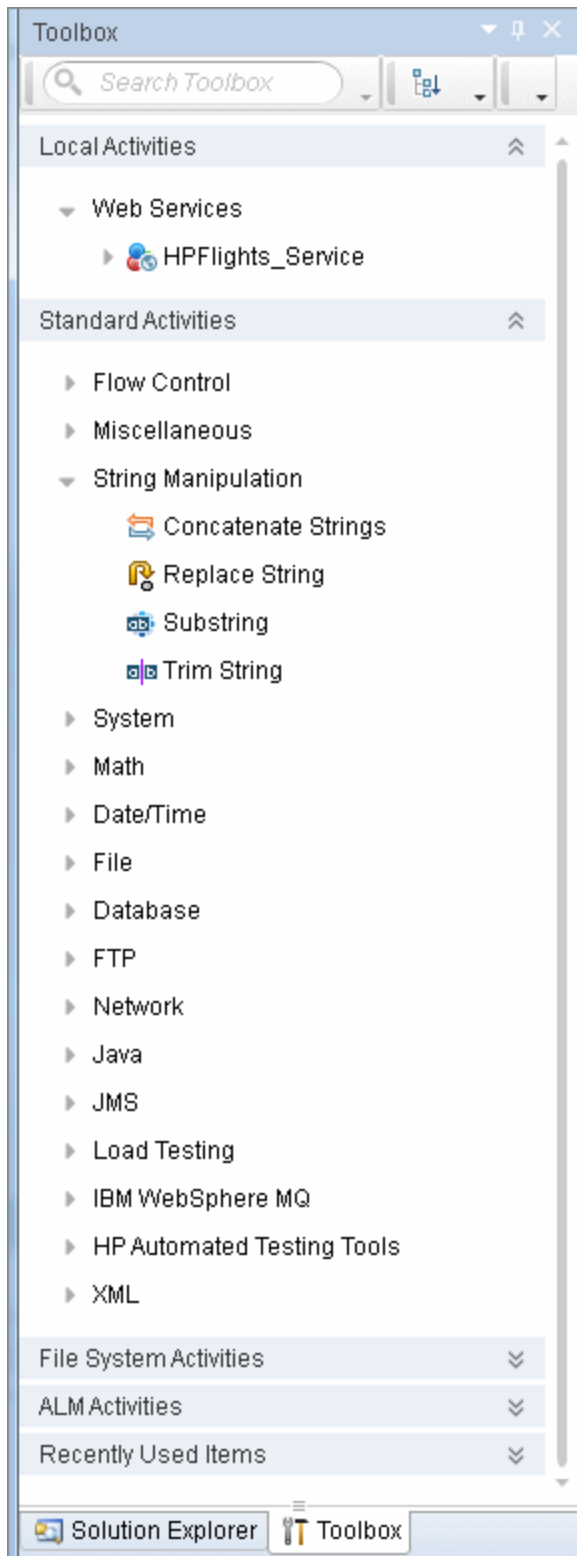 Toolbox
Search Toolbox
Local Activities
Web Services
HPFlights_Service
Standard Activities
Flow Control
Miscellaneous
String Manipulation
Concatenate Strings
Replace String
Substring
Trim String
System
Math
Date/Time
File
Database
FTP
Network
Java
JMS
Load Testing
IBM WebSphere MQ
HP Automated Testing Tools
XML
File System Activities
ALM Activities
Recently Used Items
Solution Explorer Toolbox